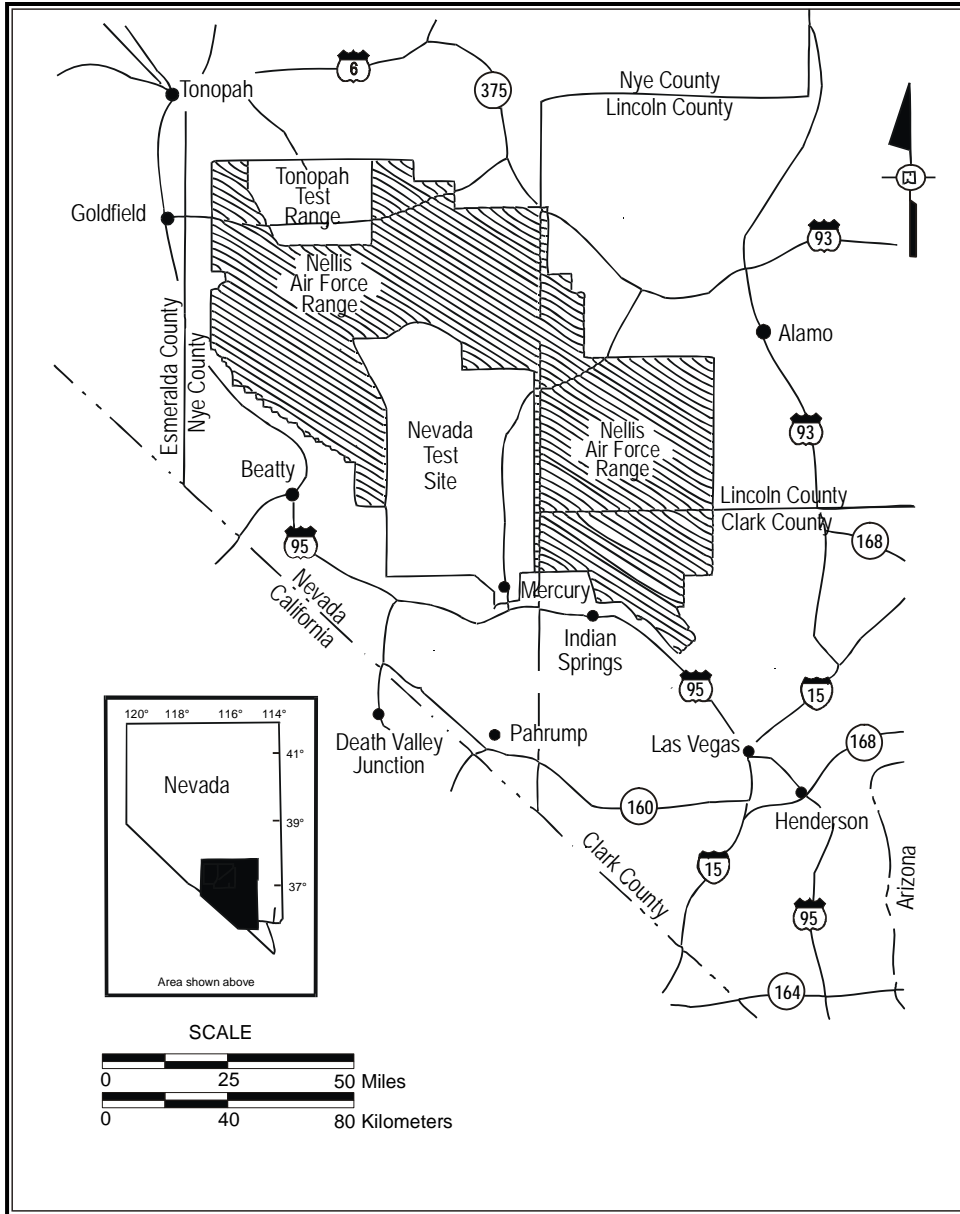 6
Tonopah
375
Nye County
Lincoln County
N
Tonopah
Test
Range
Goldfield
93
Nellis
Air Force
Range
Esmeralda County
Nye County
Alamo
Nevada
Test
Site
Nellis
Air Force
Range
93
Beatty
Lincoln County
Clark County
95
168
Nevada
California
Mercury
Indian
Springs
95
15
Death Valley
Junction
Pahrump
Las Vegas
168
160
Henderson
Clark County
15
Arizona
95
164
120° 118° 116° 114°
41°
Nevada
39°
37°
Area shown above
SCALE
0 25 50 Miles
0 40 80 Kilometers